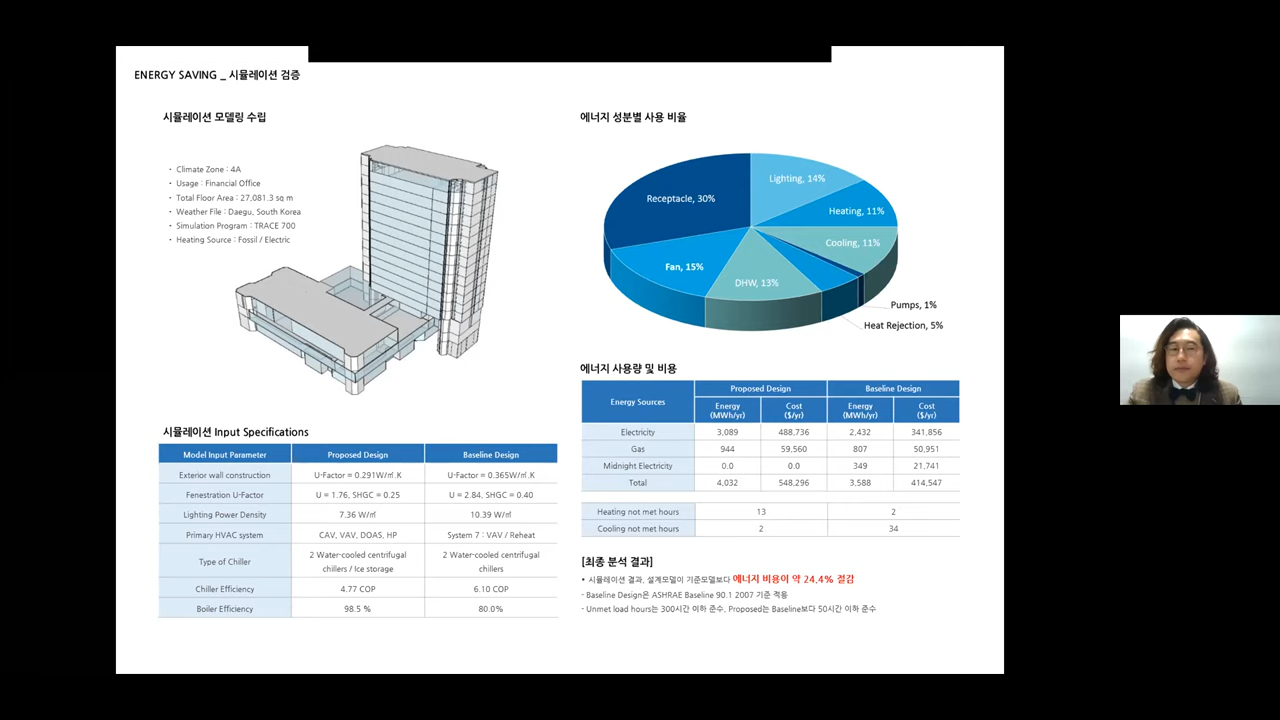 ENERGY SAVING _ 시뮬레이션 검증
시뮬레이션 모델링 수립
• Climate Zone : 4A
• Usage : Financial Office
• Total Floor Area : 27,081.3 sq m
• Weather File : Daegu, South Korea
• Simulation Program : TRACE 700
• Heating Source : Fossil / Electric
시뮬레이션 Input Specifications
Model Input Parameter Proposed Design Baseline Design
Exterior wall construction U-Factor = 0.291W/㎡.K U-Factor = 0.365W/㎡.K
Fenestration U-Factor U = 1.76, SHGC = 0.25 U = 2.84, SHGC = 0.40
Lighting Power Density 7.36 W/㎡ 10.39 W/㎡
Primary HVAC system CAV, VAV, DOAS, HP System 7 : VAV / Reheat
Type of Chiller 2 Water-cooled centrifugal chillers / Ice storage 2 Water-cooled centrifugal chillers
Chiller Efficiency 4.77 COP 6.10 COP
Boiler Efficiency 98.5 % 80.0%
에너지 성분별 사용 비율
Lighting, 14%
Receptacle, 30%
Heating, 11%
Cooling, 11%
Fan, 15%
DHW, 13%
Pumps, 1%
Heat Rejection, 5%
에너지 사용량 및 비용
Energy Sources Proposed Design Baseline Design
Energy (MWh/yr) Cost ($/yr) Energy (MWh/yr) Cost ($/yr)
Electricity 3,089 488,736 2,432 341,856
Gas 944 59,560 807 50,951
Midnight Electricity 0.0 0.0 349 21,741
Total 4,032 548,296 3,588 414,547
Heating not met hours 13 2
Cooling not met hours 2 34
[최종 분석 결과]
• 시뮬레이션 결과, 설계모델이 기준모델보다 에너지 비용이 약 24.4% 절감
- Baseline Design은 ASHRAE Baseline 90.1 2007 기준 적용
- Unmet load hours는 300시간 이하 준수, Proposed는 Baseline보다 50시간 이하 준수